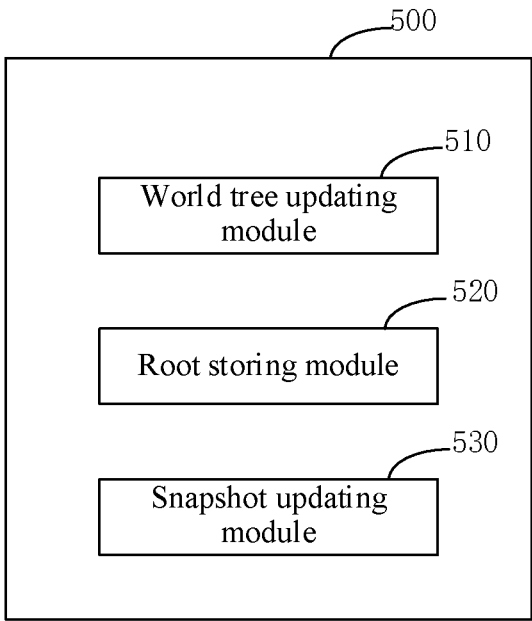 500
510
World tree updating
module
520
Root storing module
530
Snapshot updating
module